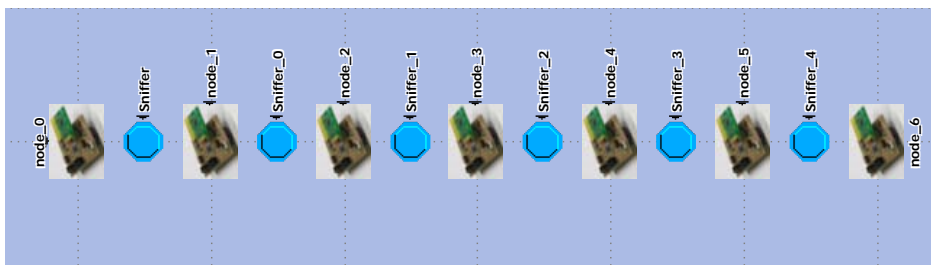 node_0
Sniffer
node_1
Sniffer_0
node_2
Sniffer_1
node_3
Sniffer_2
node_4
Sniffer_3
node_5
Sniffer_4
node_6